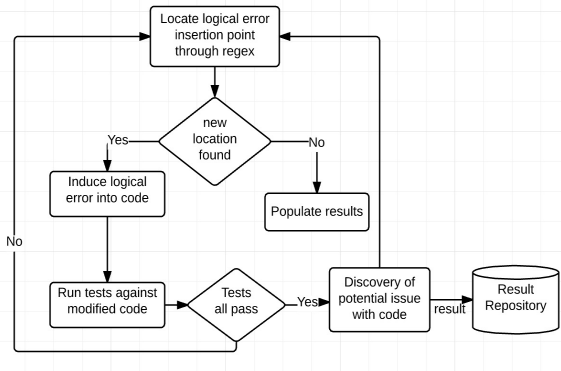 Locate logical error
insertion point
through regex
new
location
found
Yes
No
Induce logical
error into code
Populate results
No
Run tests against
modified code
Tests
all pass
Yes
Discovery of
potential issue
with code
result
Result
Repository